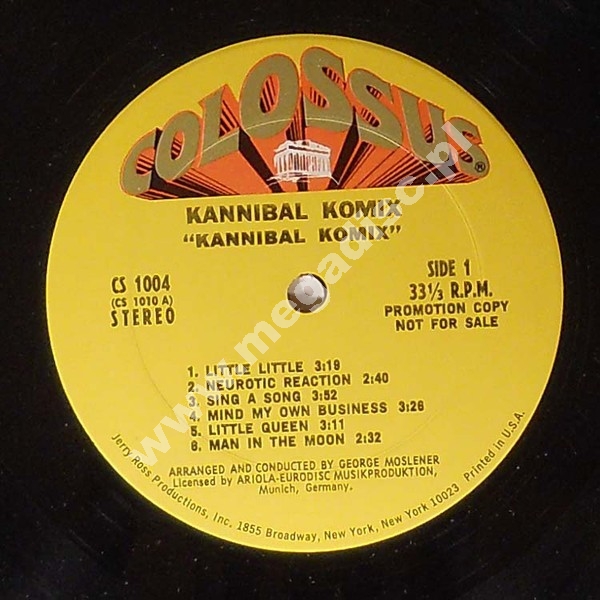 COLOSSUS ®
KANNIBAL KOMIX
"KANNIBAL KOMIX"
CS 1004
(CS 1010 A)
STEREO
SIDE 1
33 1/3 R.P.M.
PROMOTION COPY
NOT FOR SALE
1. LITTLE LITTLE 3:19
2. NEUROTIC REACTION 2:40
3. SING A SONG 3:52
4. MIND MY OWN BUSINESS 3:26
5. LITTLE QUEEN 3:11
6. MAN IN THE MOON 2:32
ARRANGED AND CONDUCTED BY GEORGE MOSLENER
Licensed by ARIOLA-EURODISC MUSIKPRODUKTION,
Munich, Germany.
Jerry Ross Productions, Inc. 1855 Broadway, New York, New York 10023 Printed in U.S.A.
www.megadisc.pl